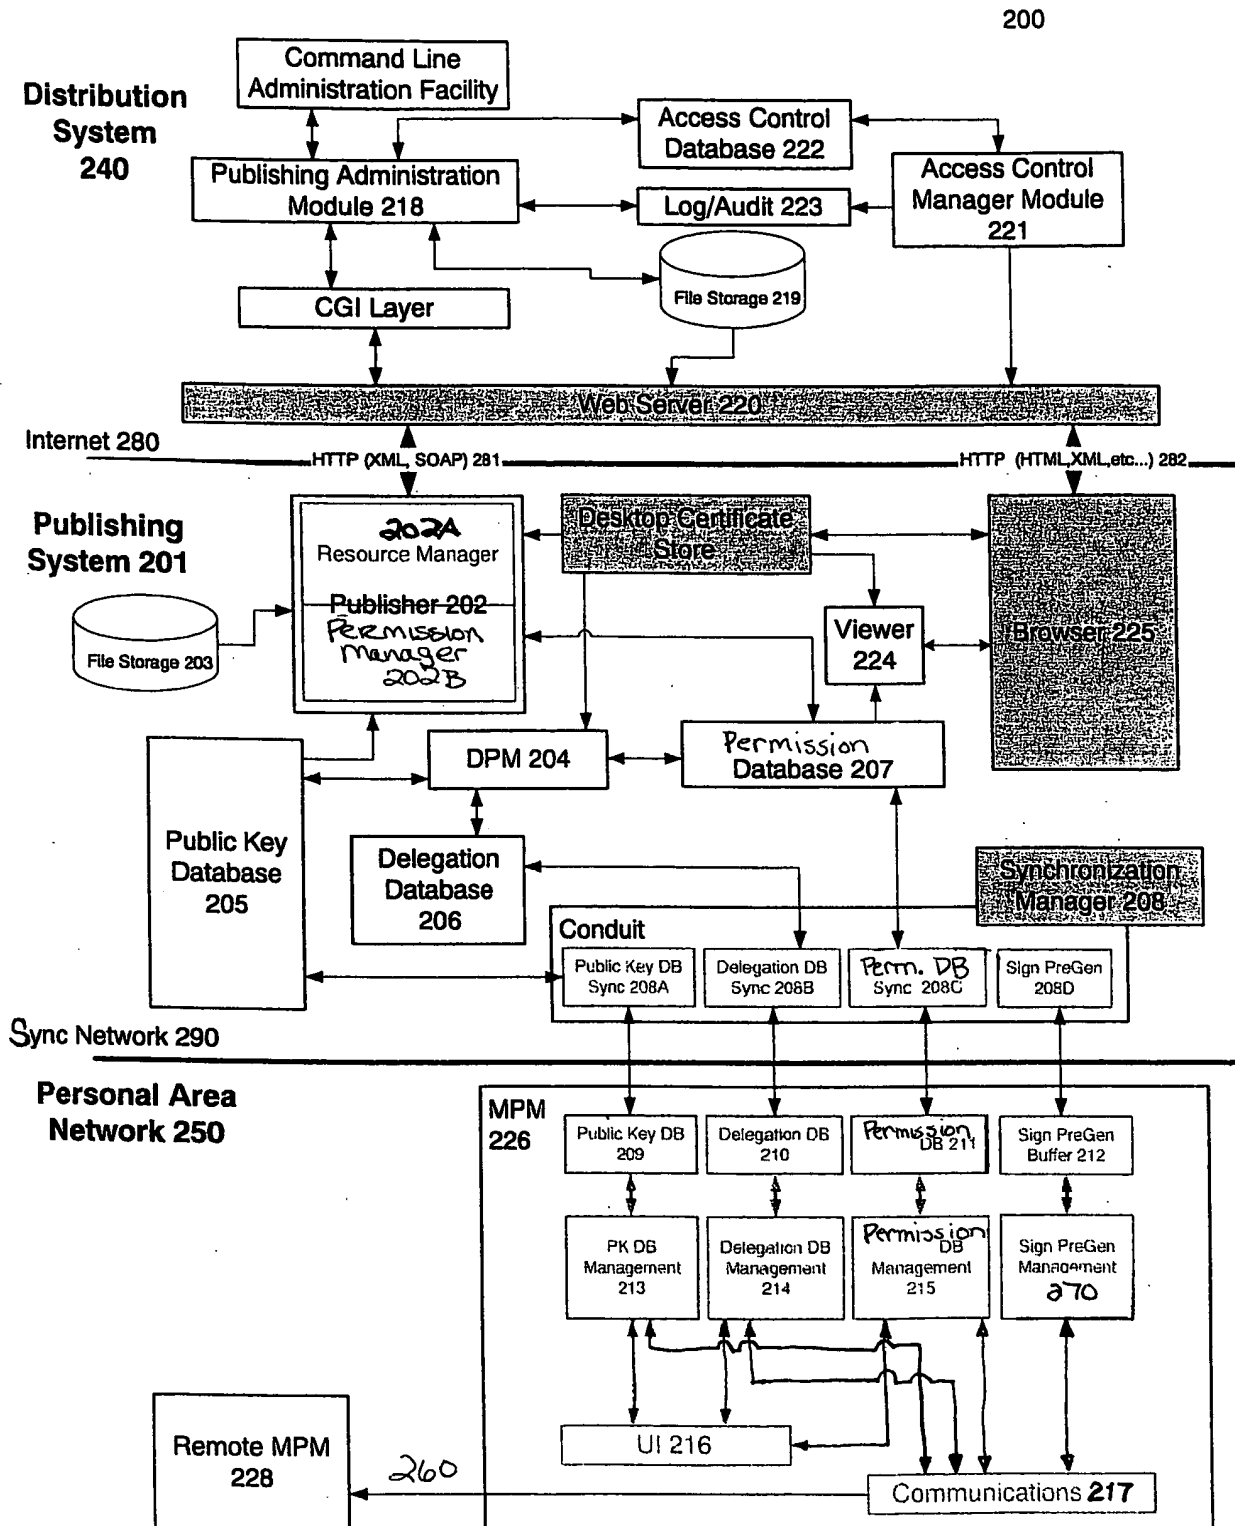 200
Command Line
Administration Facility
Distribution
System
240
Access Control
Database 222
Publishing Administration
Module 218
Access Control
Manager Module
221
Log/Audit 223
File Storage 219
CGI Layer
Web Server 220
Internet 280
HTTP (XML, SOAP) 281
HTTP (HTML,XML,etc...) 282
Publishing
System 201
202A
Resource Manager
Publisher 202
Permission
Manager
202B
Desktop Certificate
Store
File Storage 203
Viewer
224
Browser 225
DPM 204
Permission
Database 207
Public Key
Database
205
Delegation
Database
206
Synchronization
Manager 208
Conduit
Public Key DB
Sync 208A
Delegation DB
Sync 208B
Perm. DB
Sync 208C
Sign PreGen
208D
Sync Network 290
Personal Area
Network 250
MPM
226
Public Key DB
209
Delegation DB
210
Permission
DB 211
Sign PreGen
Buffer 212
PK DB
Management
213
Delegation DB
Management
214
Permission
DB
Management
215
Sign PreGen
Management
270
UI 216
Remote MPM
228
260
Communications 217